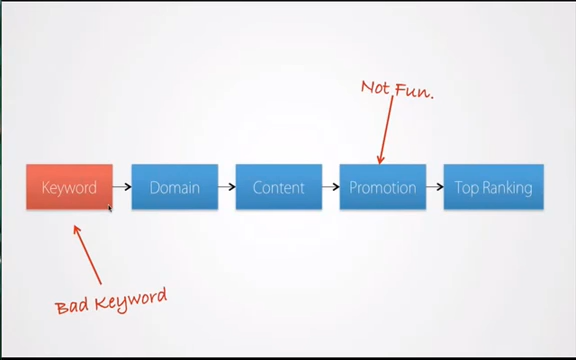 Not Fun.
Keyword
Domain
Content
Promotion
Top Ranking
Bad Keyword